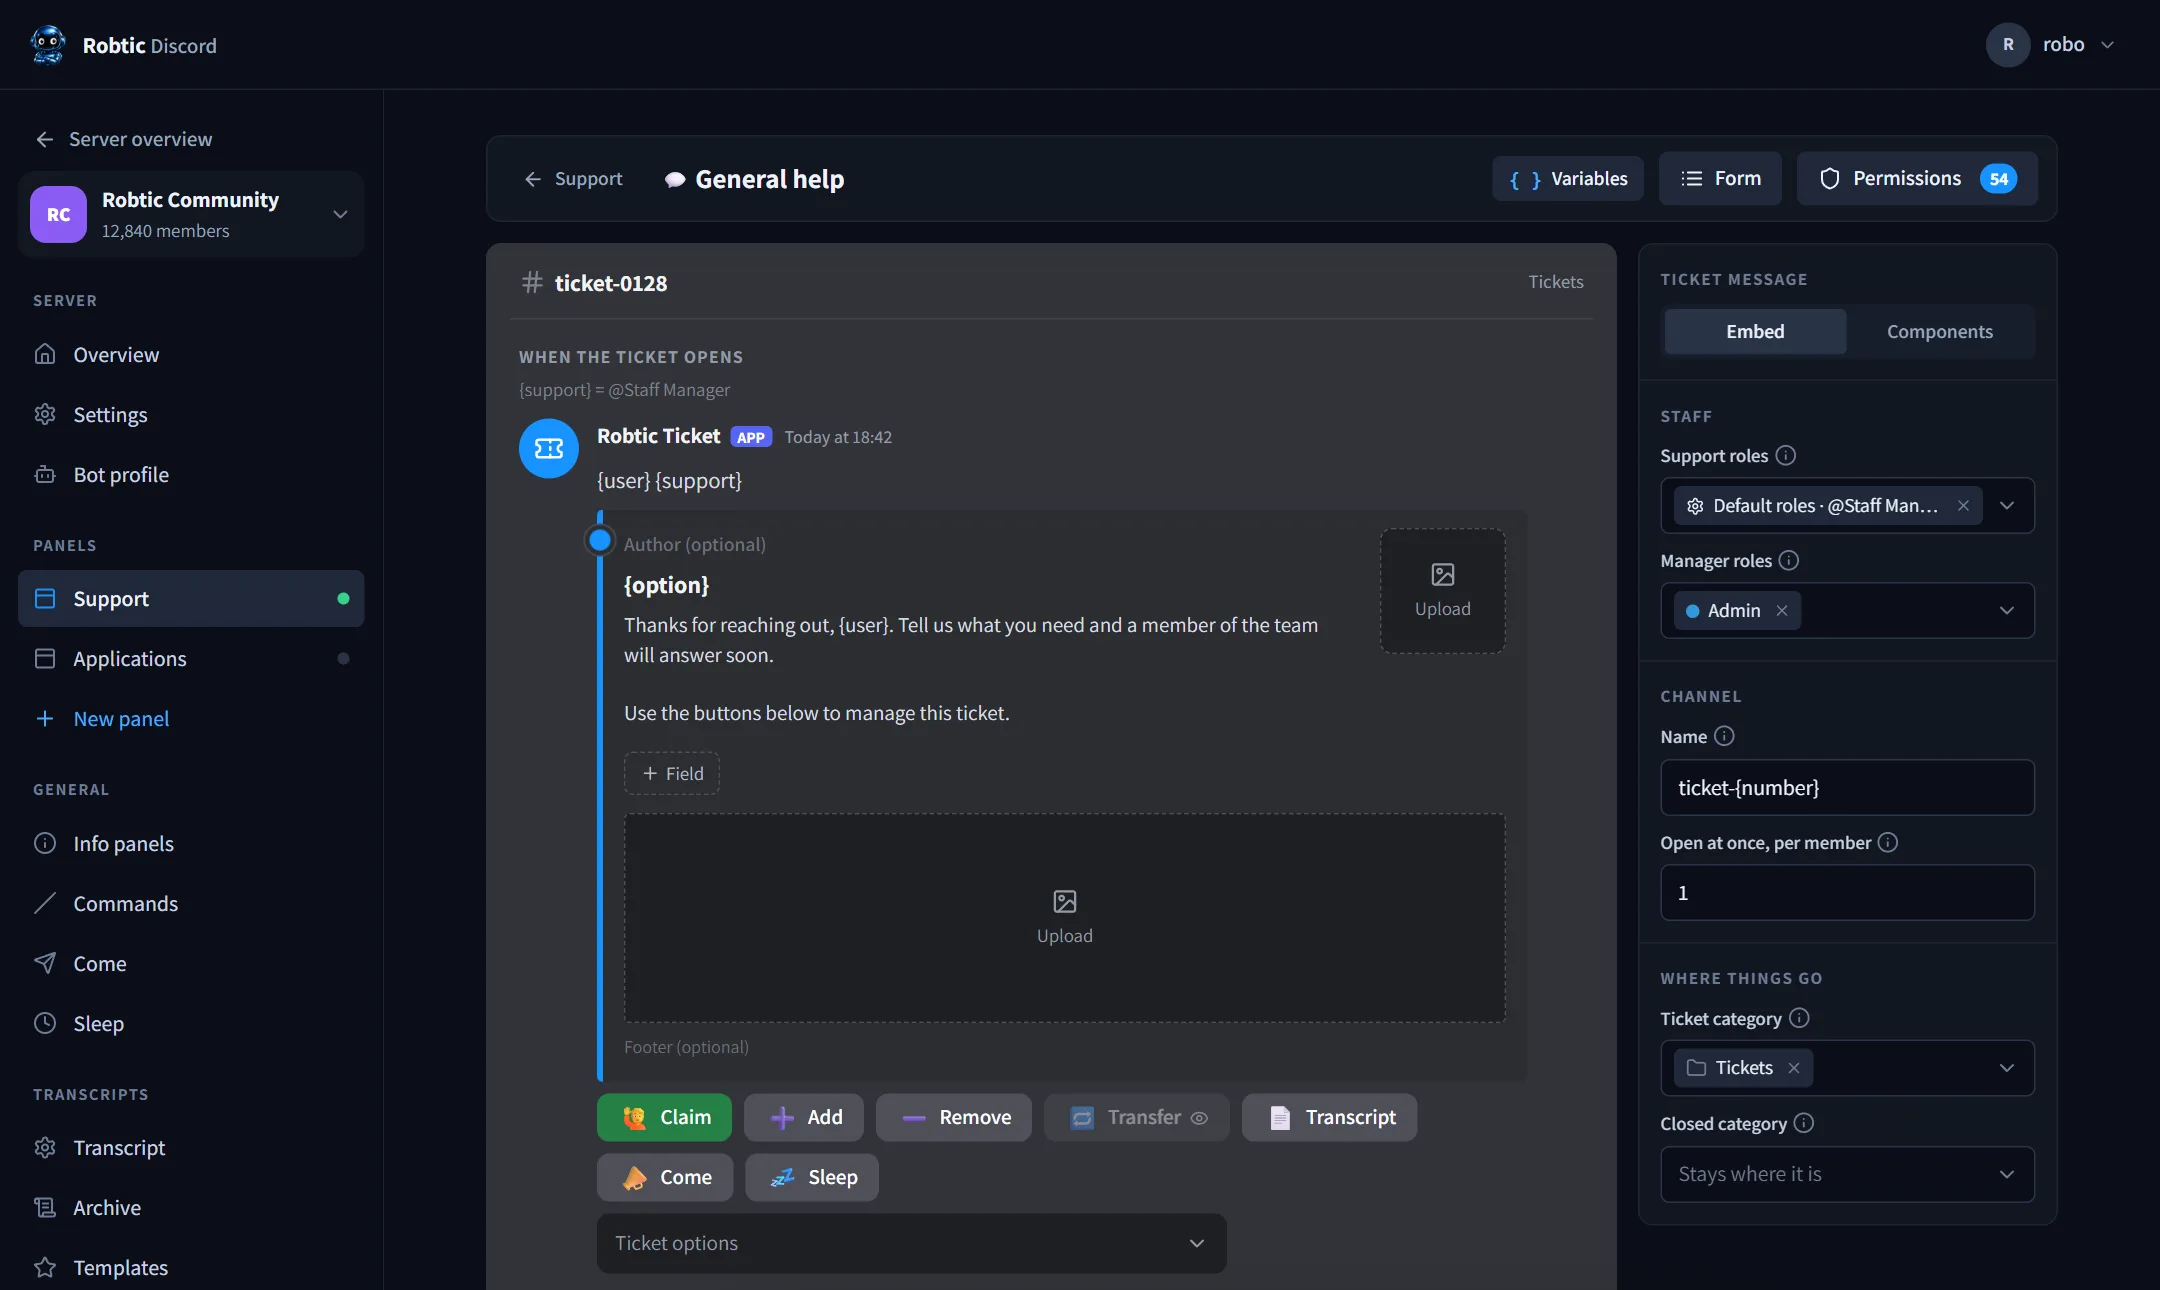 Robtic Discord
R
robo
Server overview
RC
Robtic Community
12,840 members
SERVER
Overview
Settings
Bot profile
PANELS
Support
Applications
New panel
GENERAL
Info panels
Commands
Come
Sleep
TRANSCRIPTS
Transcript
Archive
Templates
Support
General help
{ } Variables
Form
Permissions 54
# ticket-0128
Tickets
WHEN THE TICKET OPENS
{support} = @Staff Manager
Robtic Ticket APP Today at 18:42
{user} {support}
Author (optional)
{option}
Thanks for reaching out, {user}. Tell us what you need and a member of the team
will answer soon.
Use the buttons below to manage this ticket.
Upload
+ Field
Upload
Footer (optional)
Claim
Add
Remove
Transfer
Transcript
Come
Sleep
Ticket options
TICKET MESSAGE
Embed
Components
STAFF
Support roles
Default roles · @Staff Man...
Manager roles
Admin
CHANNEL
Name
ticket-{number}
Open at once, per member
1
WHERE THINGS GO
Ticket category
Tickets
Closed category
Stays where it is